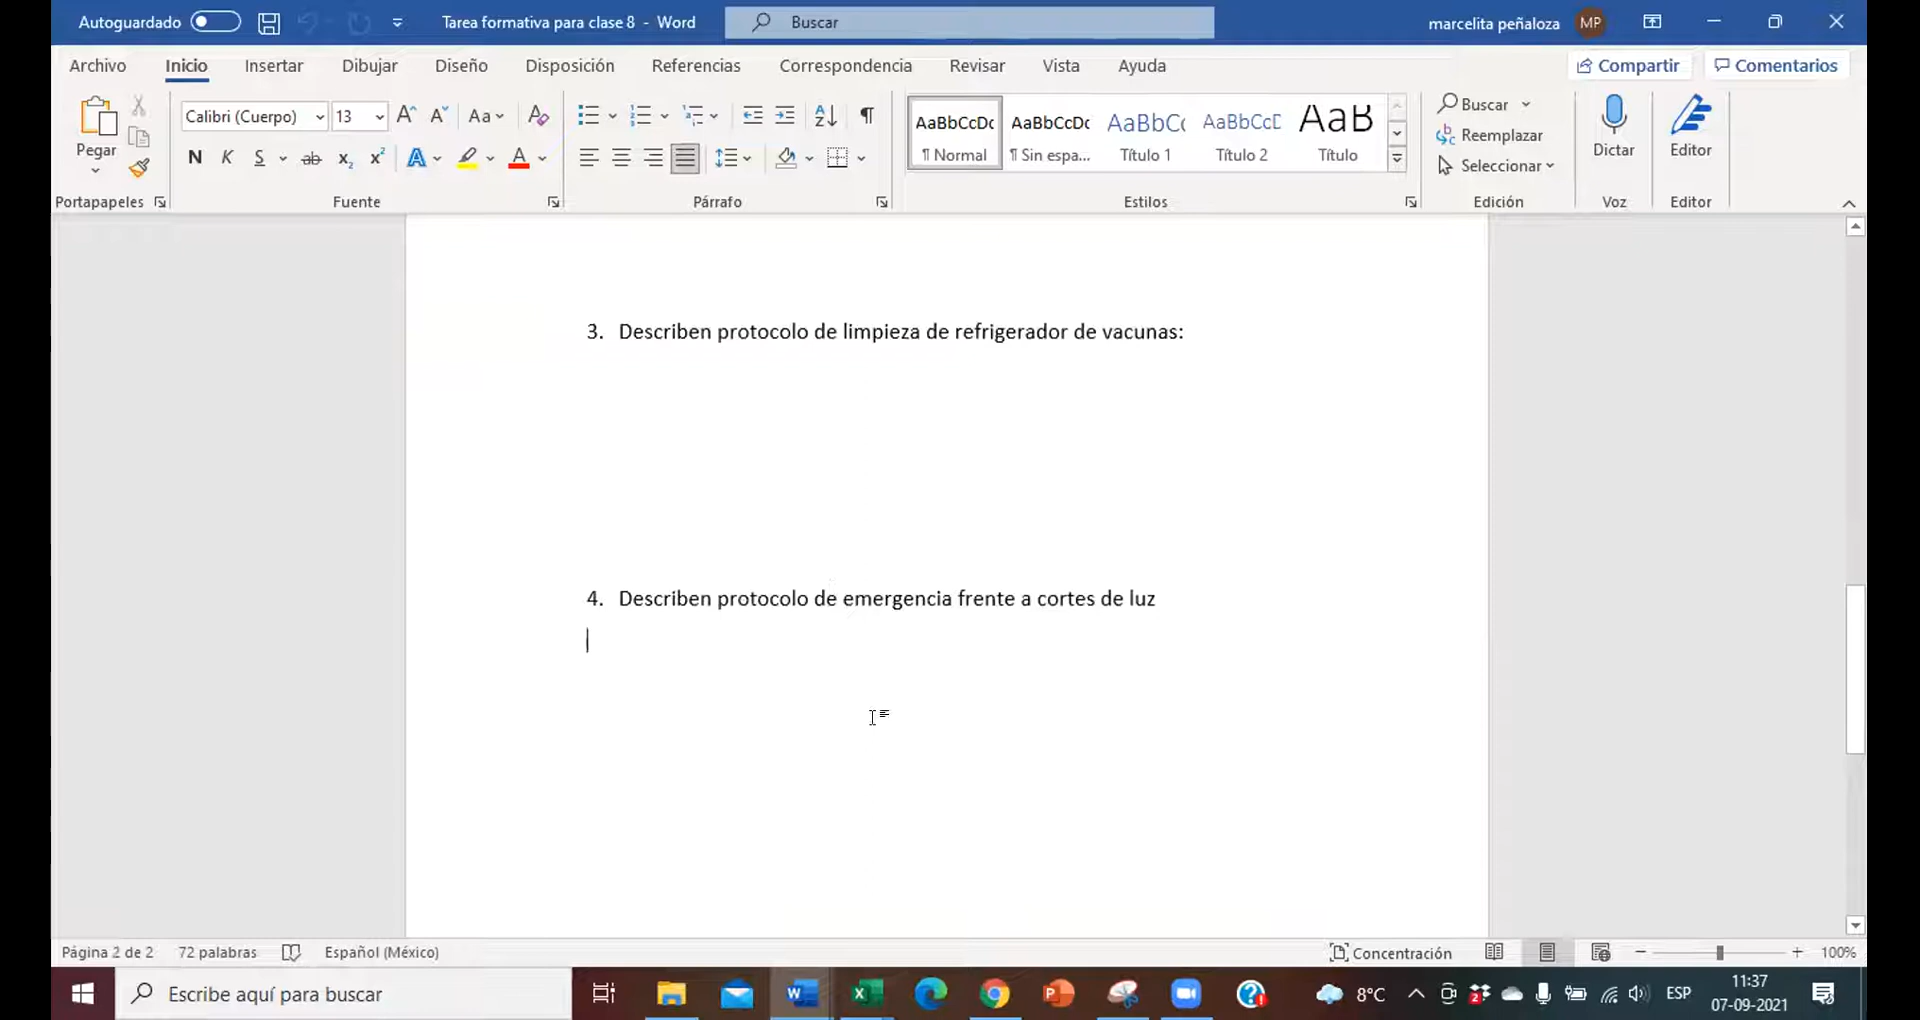 Autoguardado
Tarea formativa para clase 8 - Word
Buscar
marcelita peñaloza
MP
Archivo
Inicio
Insertar
Dibujar
Diseño
Disposición
Referencias
Correspondencia
Revisar
Vista
Ayuda
Compartir
Comentarios
Pegar
Portapapeles
Calibri (Cuerpo)
13
Aa
N K S ab x₂ x²
A
A
Fuente
Párrafo
AaBbCcDc
¶ Normal
AaBbCcDc
¶ Sin espa...
AaBbC
Título 1
AaBbCcD
Título 2
AaB
Título
Estilos
Buscar
Reemplazar
Seleccionar
Edición
Dictar
Voz
Editor
Editor
3. Describen protocolo de limpieza de refrigerador de vacunas:
4. Describen protocolo de emergencia frente a cortes de luz
Página 2 de 2
72 palabras
Español (México)
Concentración
100%
Escribe aquí para buscar
8°C
2
ESP
11:37
07-09-2021